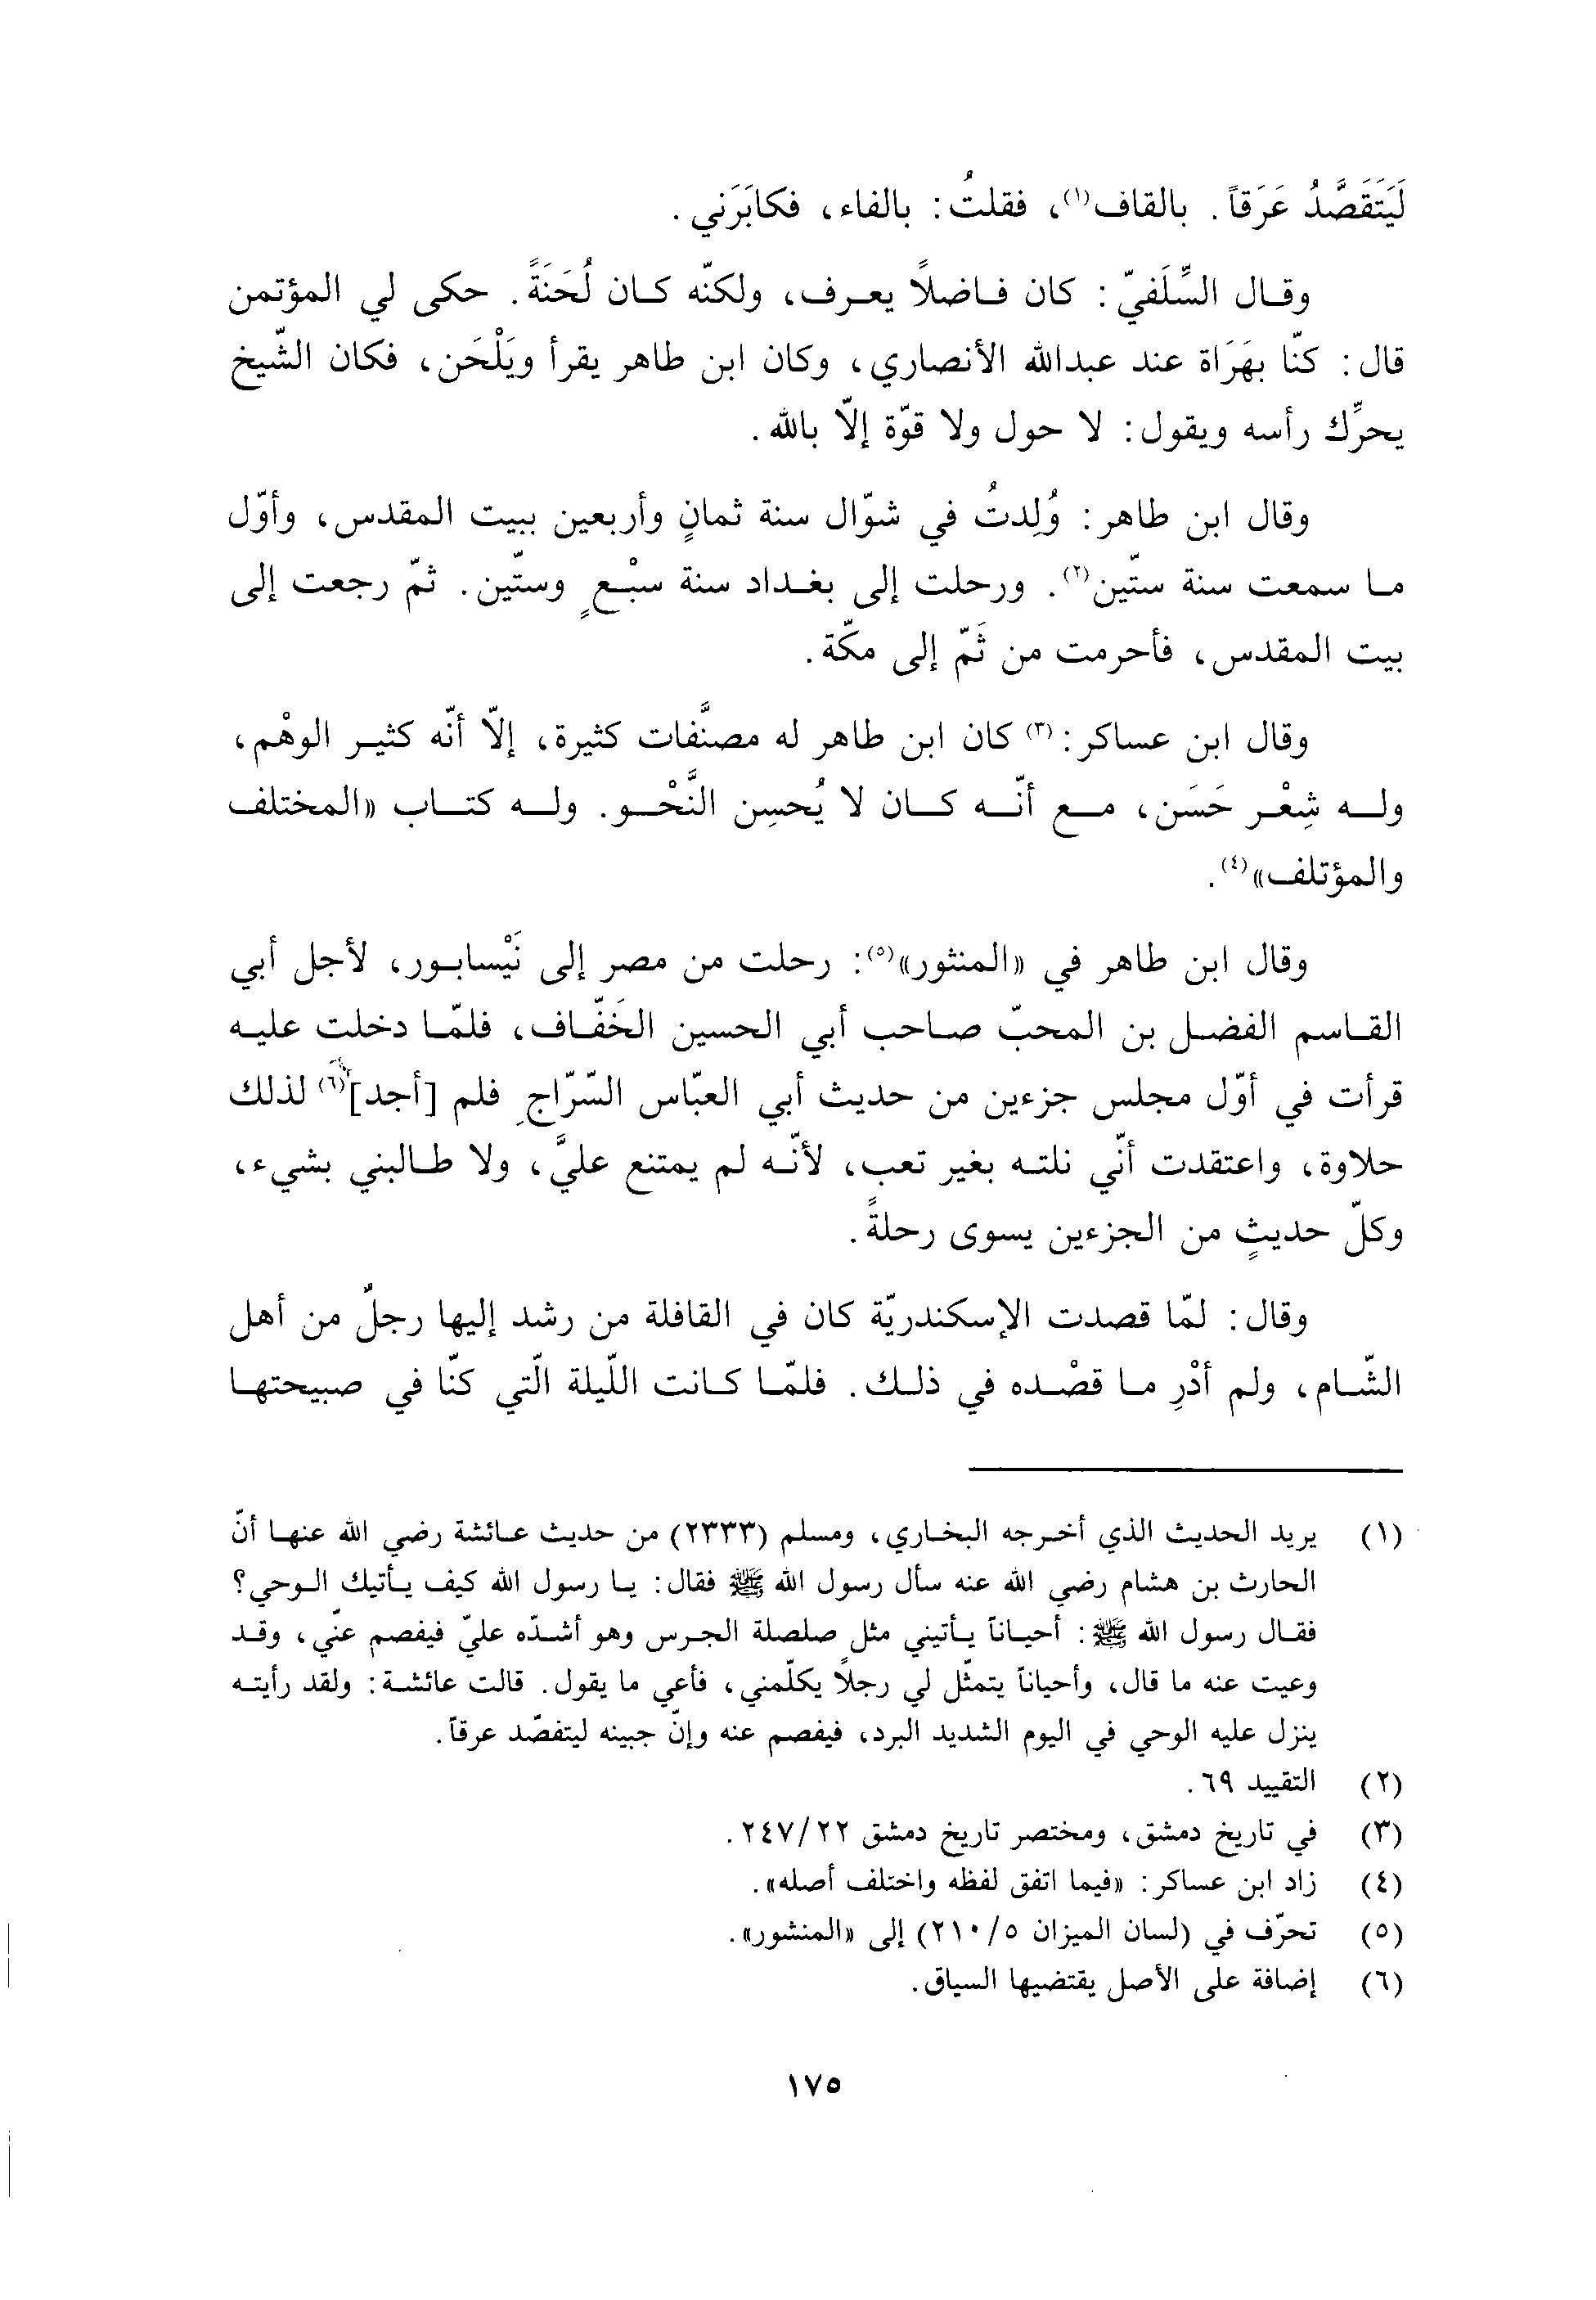 لَيَتَقَصَّدُ عَرَقاً. بالقاف(١)، فقلتُ: بالفاء، فكابَرَني.
وقال السِّلَفيّ: كان فاضلاً يعرف، ولكنّه كان لُحَنَةً. حكى لي المؤتمن
قال: كنّا بهَرَاة عند عبدالله الأنصاري، وكان ابن طاهر يقرأ ويَلْحَن، فكان الشّيخ
يحرِّك رأسه ويقول: لا حول ولا قوّة إلاّ بالله.
وقال ابن طاهر: وُلِدتُ في شوّال سنة ثمانٍ وأربعين ببيت المقدس، وأوّل
ما سمعت سنة ستّين(٢). ورحلت إلى بغداد سنة سبْعٍ وستّين. ثمّ رجعت إلى
بيت المقدس، فأحرمت من ثَمّ إلى مكّة.
وقال ابن عساكر:(٣) كان ابن طاهر له مصنَّفات كثيرة، إلاّ أنّه كثير الوهْم،
وله شِعْر حَسَن، مع أنّه كان لا يُحسِن النَّحْو. وله كتاب «المختلف
والمؤتلف»(٤).
وقال ابن طاهر في «المنثور»(٥): رحلت من مصر إلى نَيْسابور، لأجل أبي
القاسم الفضل بن المحبّ صاحب أبي الحسين الخَفّاف، فلمّا دخلت عليه
قرأت في أوّل مجلس جزءين من حديث أبي العبّاس السّرّاجِ فلم [أجد](٦) لذلك
حلاوة، واعتقدت أنّي نلته بغير تعب، لأنّه لم يمتنع عليَّ، ولا طالبني بشيء،
وكلّ حديثٍ من الجزءين يسوى رحلةً.
وقال: لمّا قصدت الإسكندريّة كان في القافلة من رشد إليها رجلٌ من أهل
الشّام، ولم أدْرِ ما قصْده في ذلك. فلمّا كانت اللّيلة الّتي كنّا في صبيحتها
(١) يريد الحديث الذي أخرجه البخاري، ومسلم (٢٣٣٣) من حديث عائشة رضي الله عنها أنّ
الحارث بن هشام رضي الله عنه سأل رسول الله ﷺ فقال: يا رسول الله كيف يأتيك الوحي؟
فقال رسول الله ﷺ: أحياناً يأتيني مثل صلصلة الجرس وهو أشدّه عليّ فيفصم عنّي، وقد
وعيت عنه ما قال، وأحياناً يتمثّل لي رجلاً يكلّمني، فأعي ما يقول. قالت عائشة: ولقد رأيته
ينزل عليه الوحي في اليوم الشديد البرد، فيفصم عنه وإنّ جبينه ليتفصّد عرقاً.
(٢) التقييد ٦٩.
(٣) في تاريخ دمشق، ومختصر تاريخ دمشق ٢٤٧/٢٢.
(٤) زاد ابن عساكر: «فيما اتفق لفظه واختلف أصله».
(٥) تحرّف في (لسان الميزان ٢١٠/٥) إلى «المنشور».
(٦) إضافة على الأصل يقتضيها السياق.
١٧٥